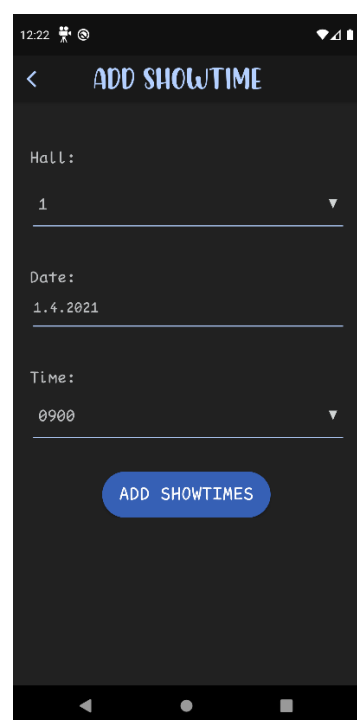 12:22
ADD SHOWTIME
Hall:
1
Date:
1.4.2021
Time:
0900
ADD SHOWTIMES